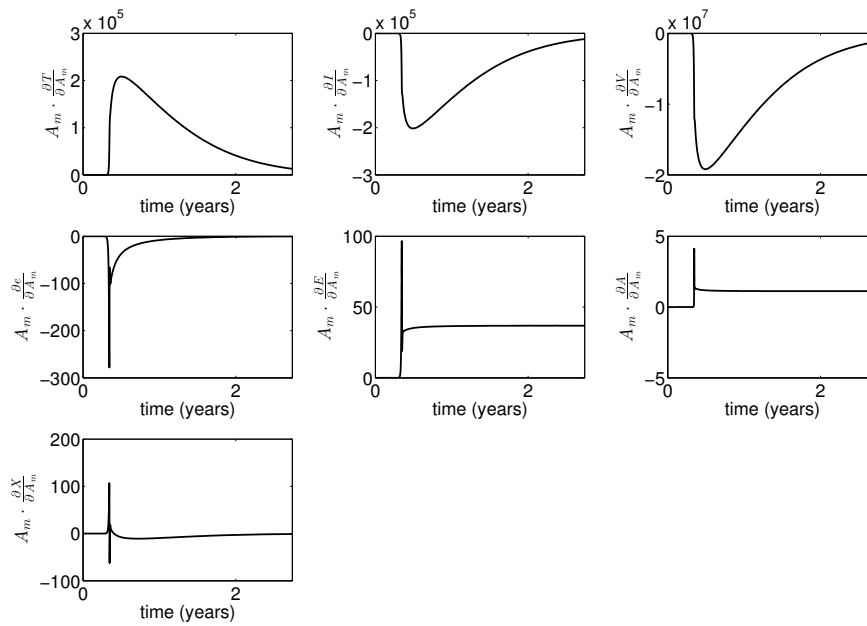 x 10^5
3
2
1
0
0
2
time (years)
A_m · ∂T/∂A_m
x 10^5
0
−1
−2
−3
0
2
time (years)
A_m · ∂I/∂A_m
x 10^7
0
−1
−2
0
2
time (years)
A_m · ∂V/∂A_m
0
−100
−200
−300
0
2
time (years)
A_m · ∂e/∂A_m
100
50
0
0
2
time (years)
A_m · ∂E/∂A_m
5
0
−5
0
2
time (years)
A_m · ∂A/∂A_m
200
100
0
−100
0
2
time (years)
A_m · ∂X/∂A_m